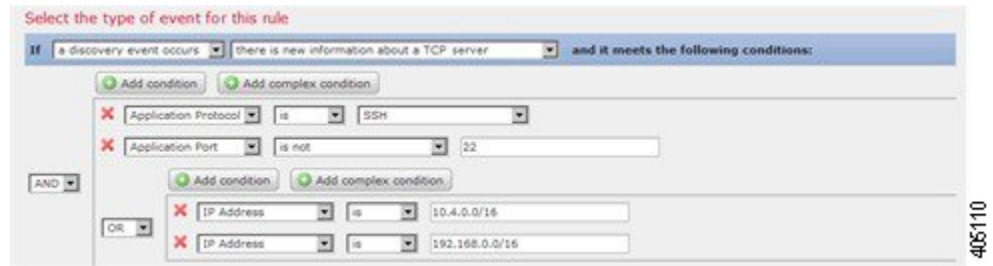 Select the type of event for this rule
If a discovery event occurs there is new information about a TCP server and it meets the following conditions:
Add condition Add complex condition
Application Protocol is SSH
Application Port is not 22
Add condition Add complex condition
AND
IP Address is 10.4.0.0/16
OR
IP Address is 192.168.0.0/16
405110